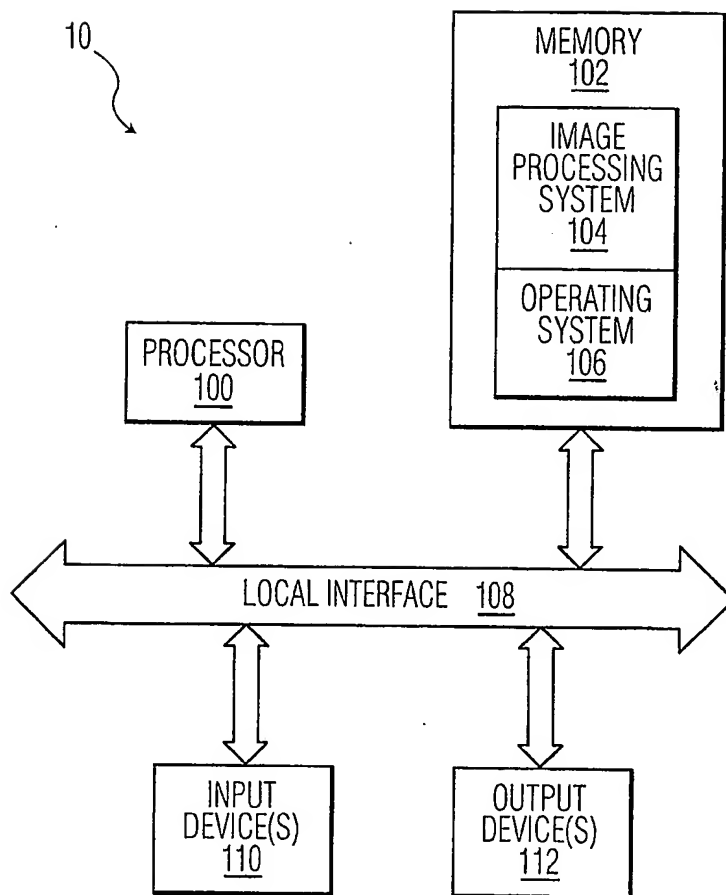 10
MEMORY
102
IMAGE
PROCESSING
SYSTEM
104
OPERATING
SYSTEM
106
PROCESSOR
100
LOCAL INTERFACE 108
INPUT
DEVICE(S)
110
OUTPUT
DEVICE(S)
112